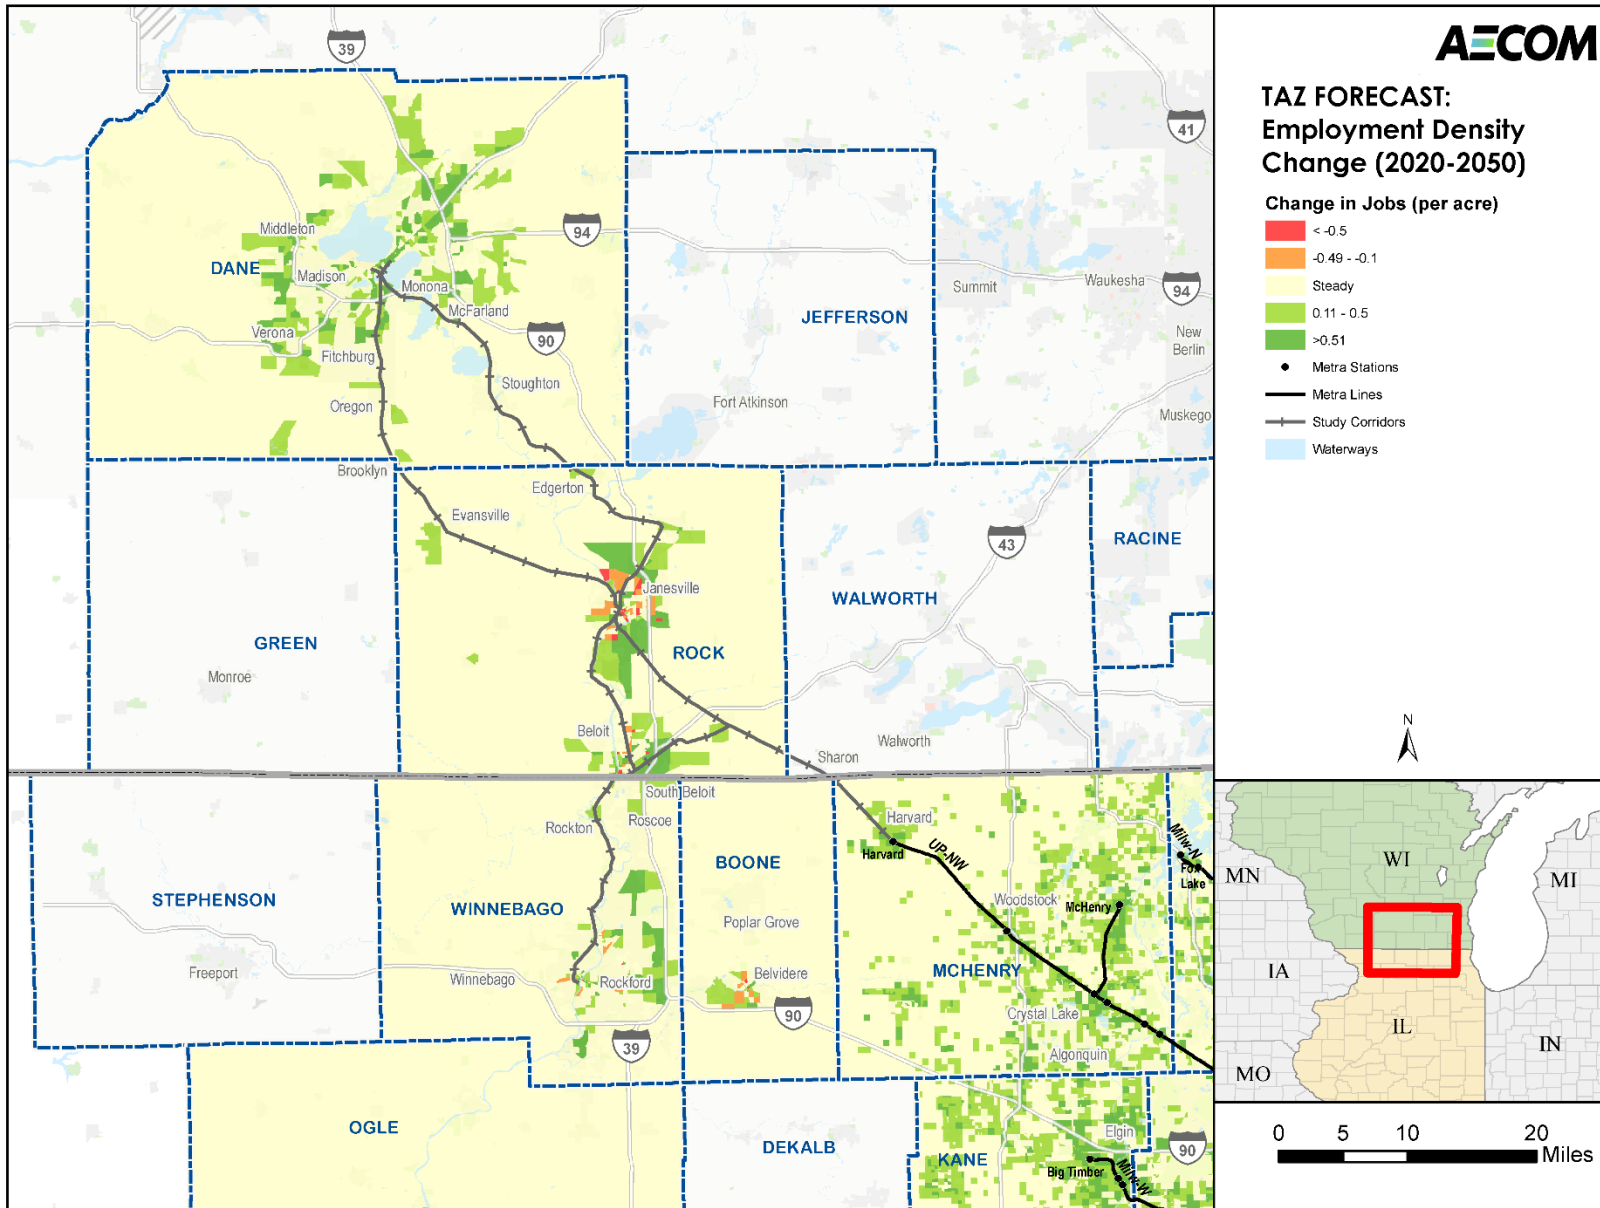 AECOM
TAZ FORECAST:
Employment Density
Change (2020-2050)
Change in Jobs (per acre)
< -0.5
-0.49 - -0.1
Steady
0.11 - 0.5
>0.51
Metra Stations
Metra Lines
Study Corridors
Waterways
N
39
41
94
Middleton
DANE
Madison
Monona
McFarland
Verona
Fitchburg
90
Stoughton
Oregon
JEFFERSON
Summit
Waukesha
94
New
Berlin
Fort Atkinson
Muskego
Brooklyn
Edgerton
Evansville
43
RACINE
Janesville
WALWORTH
GREEN
ROCK
Monroe
Beloit
Walworth
Sharon
South Beloit
Rockton
Roscoe
Harvard
Harvard
UP-NW
Milw-N
Fox
Lake
BOONE
STEPHENSON
WINNEBAGO
Poplar Grove
Woodstock
McHenry
Freeport
Winnebago
Rockford
Belvidere
MCHENRY
90
Crystal Lake
39
Algonquin
OGLE
DEKALB
KANE
Elgin
90
Big Timber
Milw-W
WI
MN
MI
IA
IL
IN
MO
0 5 10 20
Miles